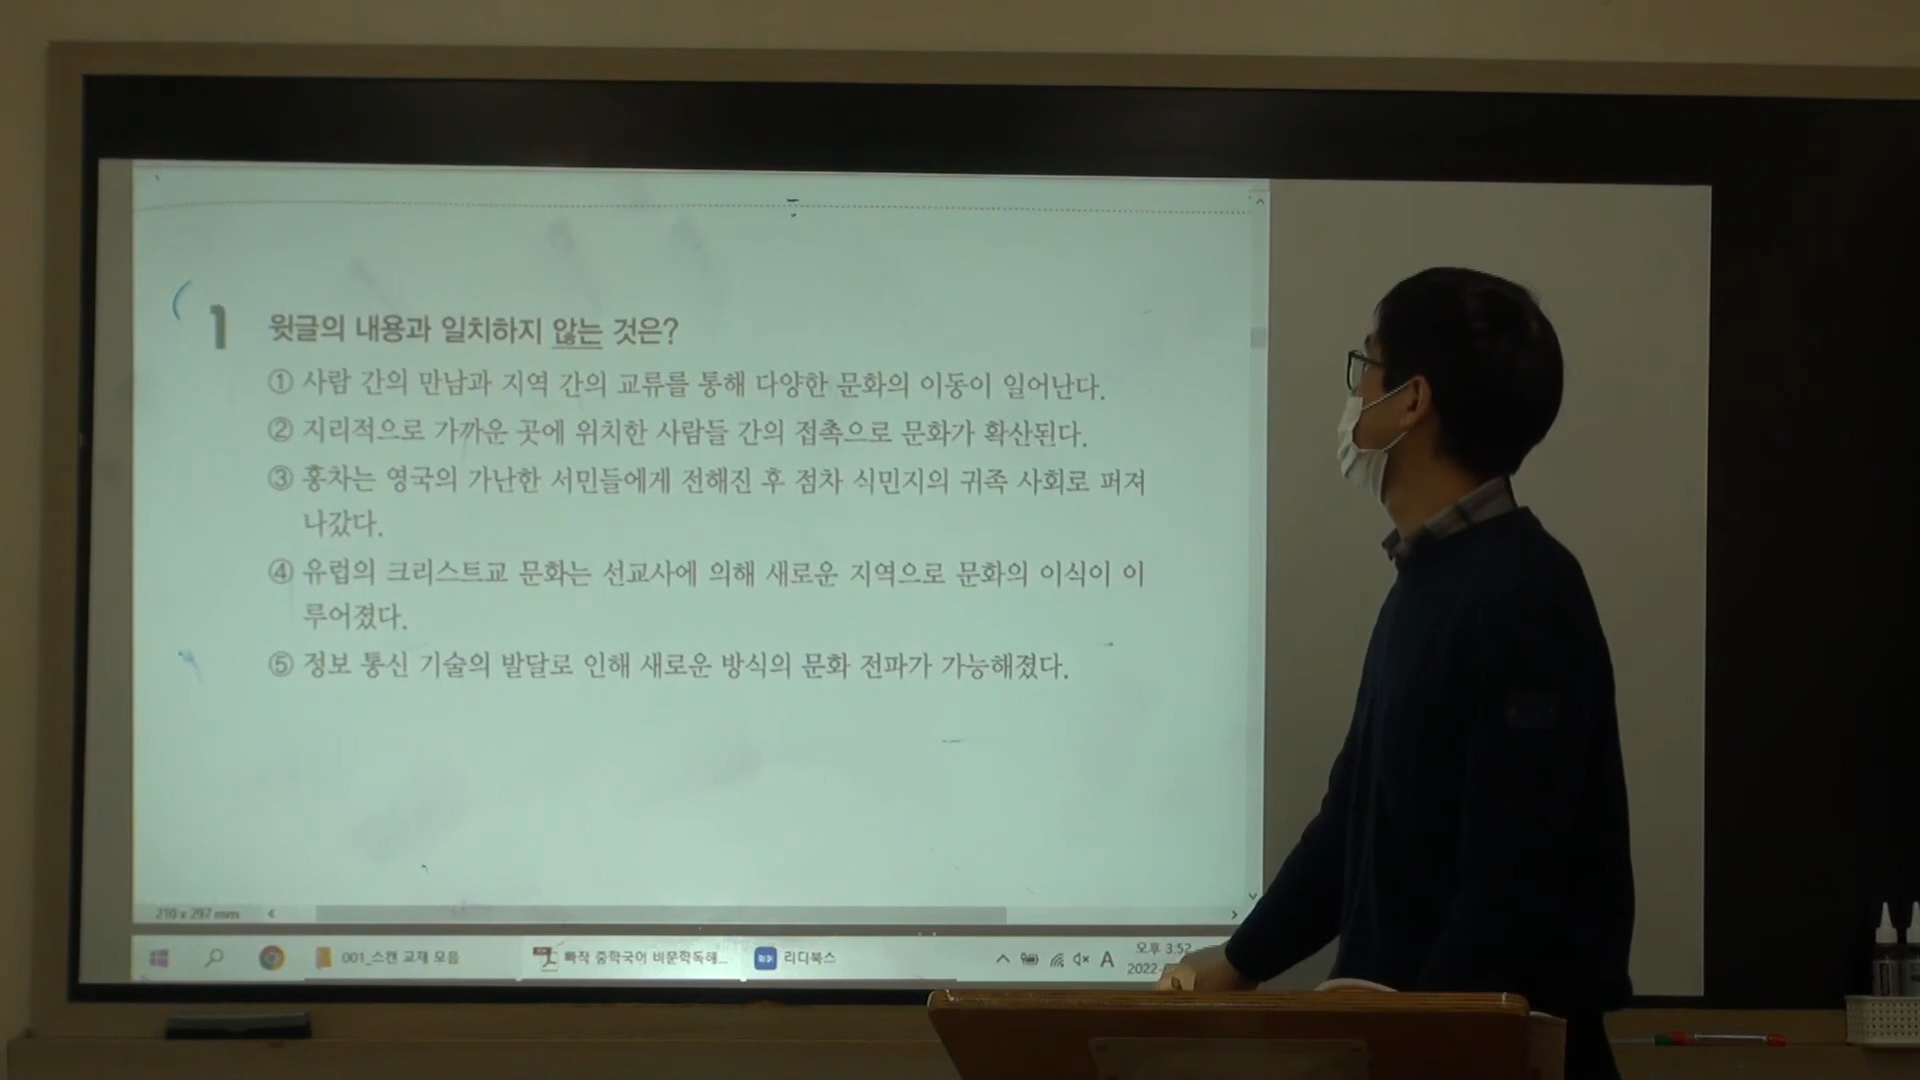 1 윗글의 내용과 일치하지 않는 것은?
① 사람 간의 만남과 지역 간의 교류를 통해 다양한 문화의 이동이 일어난다.
② 지리적으로 가까운 곳에 위치한 사람들 간의 접촉으로 문화가 확산된다.
③ 홍차는 영국의 가난한 서민들에게 전해진 후 점차 식민지의 귀족 사회로 퍼져
나갔다.
④ 유럽의 크리스트교 문화는 선교사에 의해 새로운 지역으로 문화의 이식이 이
루어졌다.
⑤ 정보 통신 기술의 발달로 인해 새로운 방식의 문화 전파가 가능해졌다.
210 x 297 mm
001_스캔 교재 모음 빠작 중학국어 비문학독해... 리디북스 A 오후 3:52
2022-